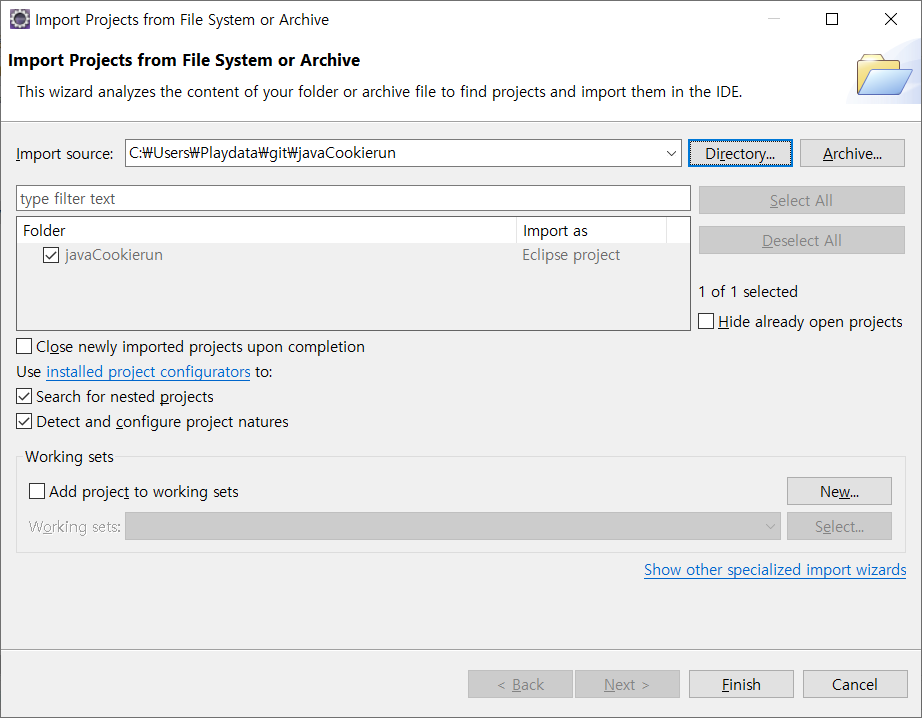 Import Projects from File System or Archive
Import Projects from File System or Archive
This wizard analyzes the content of your folder or archive file to find projects and import them in the IDE.
Import source: C:₩Users₩Playdata₩git₩javaCookierun Directory... Archive...
type filter text Select All
Folder Import as
javaCookierun Eclipse project
Deselect All
1 of 1 selected
Hide already open projects
Close newly imported projects upon completion
Use installed project configurators to:
Search for nested projects
Detect and configure project natures
Working sets
Add project to working sets New...
Working sets: Select...
Show other specialized import wizards
< Back Next > Finish Cancel